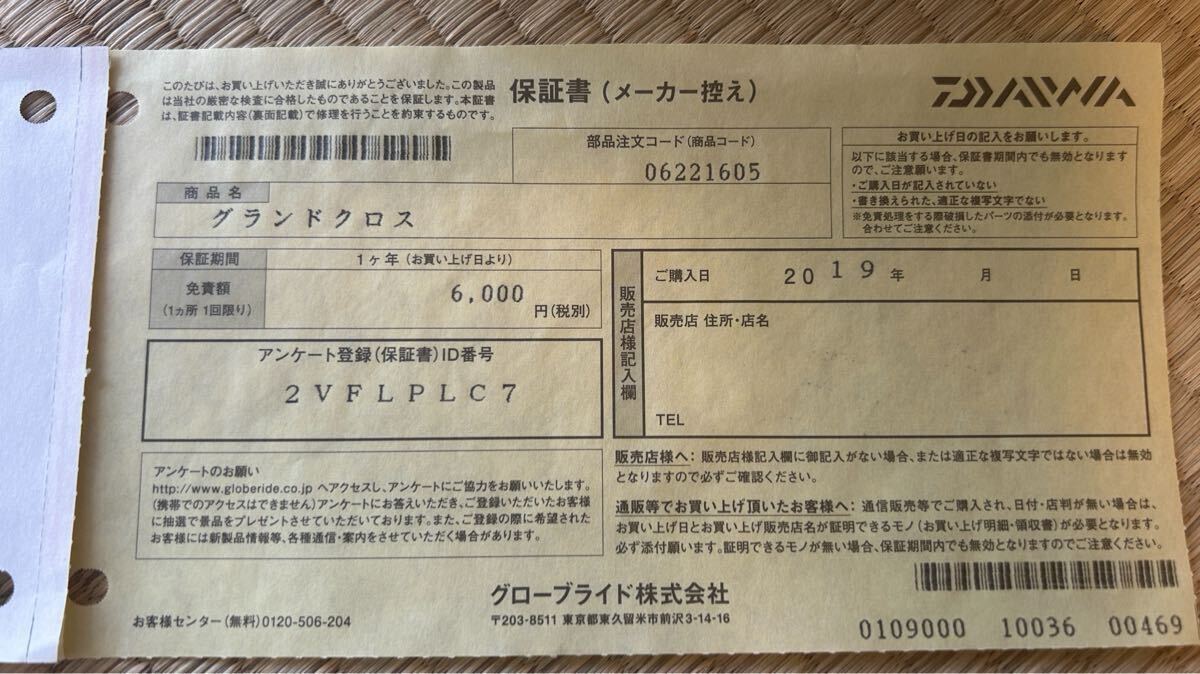 このたびは、お買い上げいただき誠にありがとうございました。この製品
は当社の厳密な検査に合格したものであることを保証します。本証書
は、証書記載内容(裏面記載)で修理を行うことを約束するものです。
保証書(メーカー控え)
DAIWA
部品注文コード(商品コード)
06221605
商品名
グランドクロス
お買い上げ日の記入をお願いします。
以下に該当する場合、保証書期間内でも無効となりますので、ご注意願います。
・ご購入日が記入されていない
・書き換えられた、適正な複写文字でない
※免責処理をする際破損したパーツの添付が必要となります。
合わせてご注意ください。
保証期間
1ヶ年(お買い上げ日より)
免責額
(1ヵ所 1回限り)
6,000
円(税別)
販売店様記入欄
ご購入日 2019年 月 日
販売店 住所・店名
TEL
アンケート登録(保証書)ID番号
2VFLPLC7
アンケートのお願い
http://www.globeride.co.jp へアクセスし、アンケートにご協力をお願いいたします。
(携帯でのアクセスはできません)アンケートにお答えいただき、ご登録いただいたお客様
に抽選で景品をプレゼントさせていただいております。また、ご登録の際に希望された
お客様には新製品情報等、各種通信・案内をさせていただく場合があります。
販売店様へ:販売店様記入欄に御記入がない場合、または適正な複写文字ではない場合は無効
となりますので必ずご確認ください。
通販等でお買い上げ頂いたお客様へ:通信販売等でご購入され、日付・店判が無い場合は、
お買い上げ日とお買い上げ販売店名が証明できるモノ(お買い上げ明細・領収書)が必要となります。
必ず添付願います。証明できるモノが無い場合、保証期間内でも無効となりますのでご注意ください。
お客様センター(無料)0120-506-204
グローブライド株式会社
〒203-8511 東京都東久留米市前沢3-14-16
0109000 10036 00469